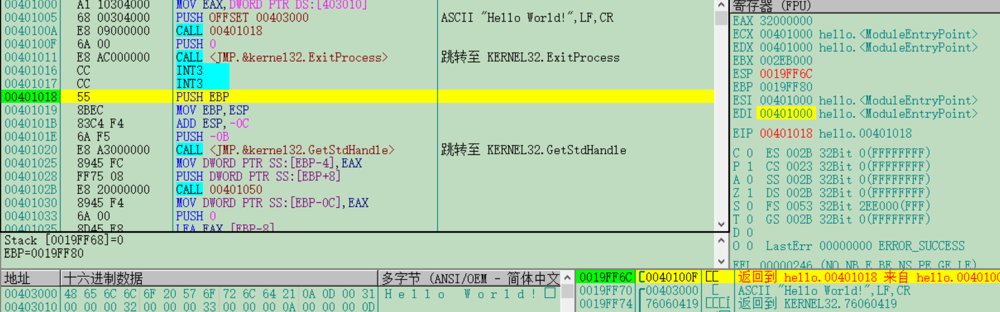 00401000 A1 10304000 MOV EAX,DWORD PTR DS:[403010]
00401005 68 00304000 PUSH OFFSET 00403000 ASCII "Hello World!",LF,CR
0040100A E8 09000000 CALL 00401018
0040100F 6A 00 PUSH 0
00401011 E8 AC000000 CALL <JMP.&kernel32.ExitProcess> 跳转至 KERNEL32.ExitProcess
00401016 CC INT3
00401017 CC INT3
00401018 55 PUSH EBP
00401019 8BEC MOV EBP,ESP
0040101B 83C4 F4 ADD ESP,-0C
0040101E 6A F5 PUSH -0B
00401020 E8 A3000000 CALL <JMP.&kernel32.GetStdHandle> 跳转至 KERNEL32.GetStdHandle
00401025 8945 FC MOV DWORD PTR SS:[EBP-4],EAX
00401028 FF75 08 PUSH DWORD PTR SS:[EBP+8]
0040102B E8 20000000 CALL 00401050
00401030 8945 F4 MOV DWORD PTR SS:[EBP-0C],EAX
00401033 6A 00 PUSH 0
00401035 8D45 F8 LEA EAX,[EBP-8]
Stack [0019FF68]=0
EBP=0019FF80
寄存器 (FPU)
EAX 32000000
ECX 00401000 hello.<ModuleEntryPoint>
EDX 00401000 hello.<ModuleEntryPoint>
EBX 002EB000
ESP 0019FF6C
EBP 0019FF80
ESI 00401000 hello.<ModuleEntryPoint>
EDI 00401000 hello.<ModuleEntryPoint>
EIP 00401018 hello.00401018
C 0 ES 002B 32Bit 0(FFFFFFFF)
P 1 CS 0023 32Bit 0(FFFFFFFF)
A 0 SS 002B 32Bit 0(FFFFFFFF)
Z 1 DS 002B 32Bit 0(FFFFFFFF)
S 0 FS 0053 32Bit 2EE000(FFF)
T 0 GS 002B 32Bit 0(FFFFFFFF)
D 0
O 0 LastErr 00000000 ERROR_SUCCESS
EFL 00000246 (NO,NB,E,BE,NS,PE,GE,LE)
地址 十六进制数据 多字节 (ANSI/OEM - 简体中文
00403000 48 65 6C 6C 6F 20 57 6F 72 6C 64 21 0A 0D 00 31 Hello World!
00403010 00 00 00 32 00 00 00 33 00 00 00 0A 00 00 00 0D
0019FF6C 0040100F 返回到 hello.00401018 来自 hello.004010
0019FF70 00403000 ASCII "Hello World!",LF,CR
0019FF74 76060419 返回到 KERNEL32.76060419